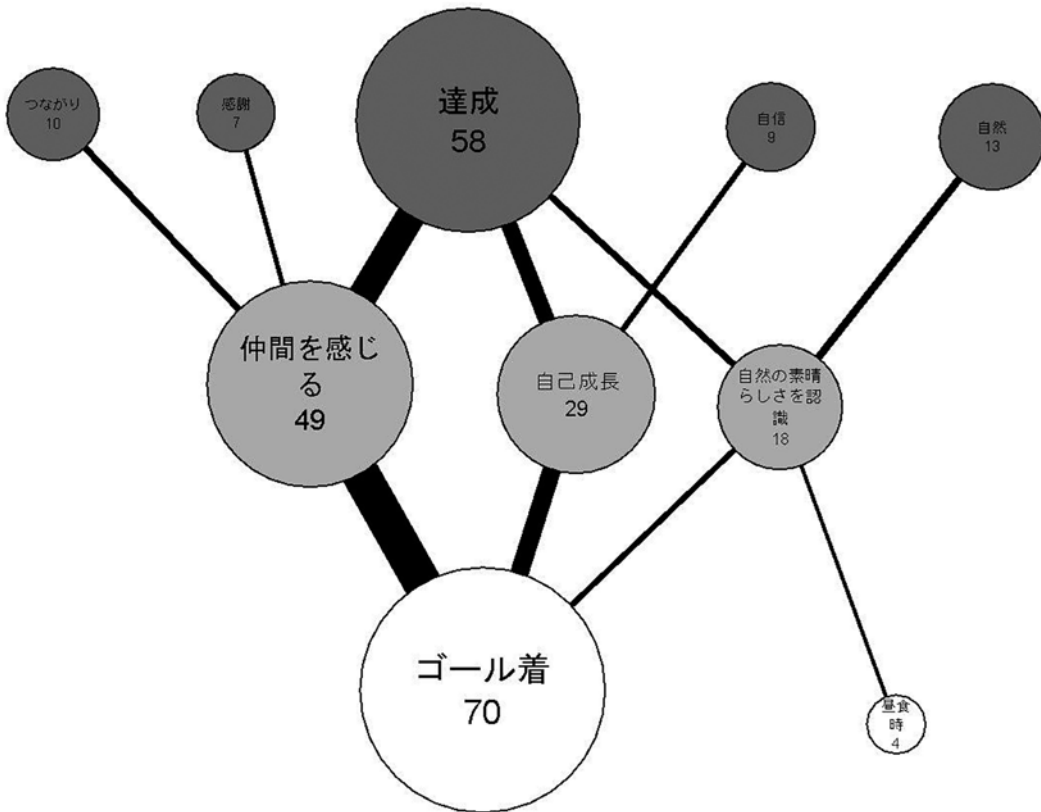 つながり
10
感謝
7
達成
58
自信
9
自然
13
仲間を感じ
る
49
自己成長
29
自然の素晴
らしさを認
識
18
ゴール着
70
昼食
時
4